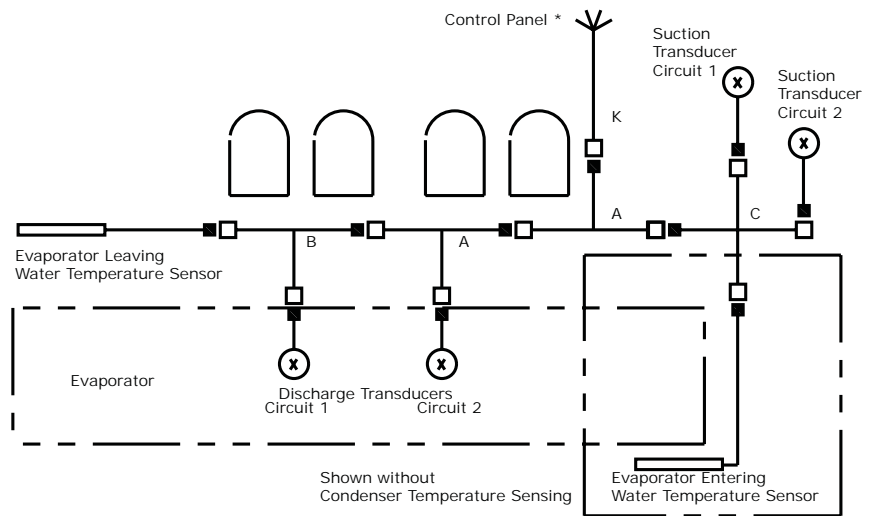 Control Panel *
Suction
Transducer
Circuit 1
Suction
Transducer
Circuit 2
K
A
C
B
A
Evaporator Leaving
Water Temperature Sensor
Evaporator
Discharge Transducers
Circuit 1
Circuit 2
Shown without
Condenser Temperature Sensing
Evaporator Entering
Water Temperature Sensor